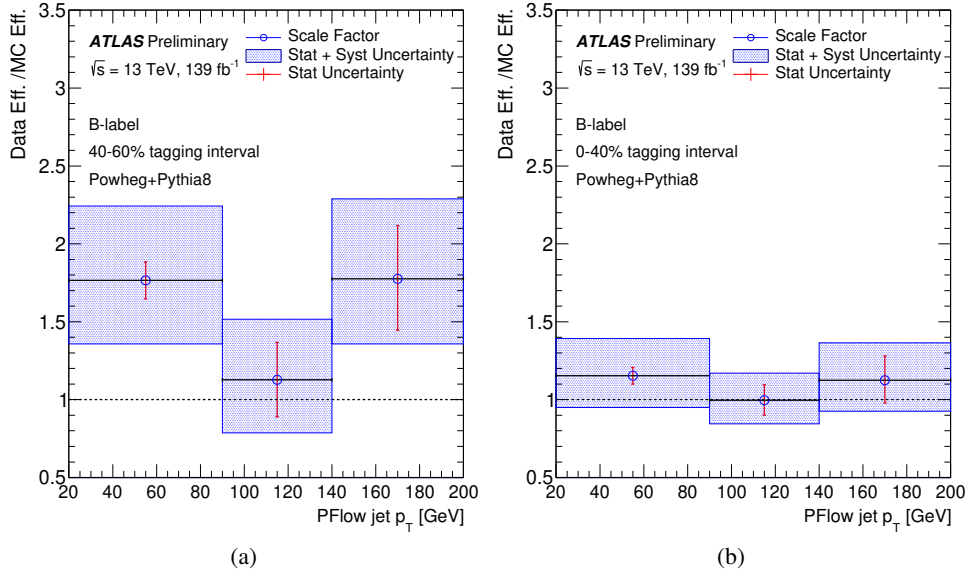 Data Eff. /MC Eff.
3.5
3
2.5
2
1.5
1
0.5
ATLAS Preliminary
√s = 13 TeV, 139 fb⁻¹
Scale Factor
Stat + Syst Uncertainty
Stat Uncertainty
B-label
40-60% tagging interval
Powheg+Pythia8
20 40 60 80 100 120 140 160 180 200
PFlow jet p_T [GeV]
(a)
Data Eff. /MC Eff.
3.5
3
2.5
2
1.5
1
0.5
ATLAS Preliminary
√s = 13 TeV, 139 fb⁻¹
Scale Factor
Stat + Syst Uncertainty
Stat Uncertainty
B-label
0-40% tagging interval
Powheg+Pythia8
20 40 60 80 100 120 140 160 180 200
PFlow jet p_T [GeV]
(b)